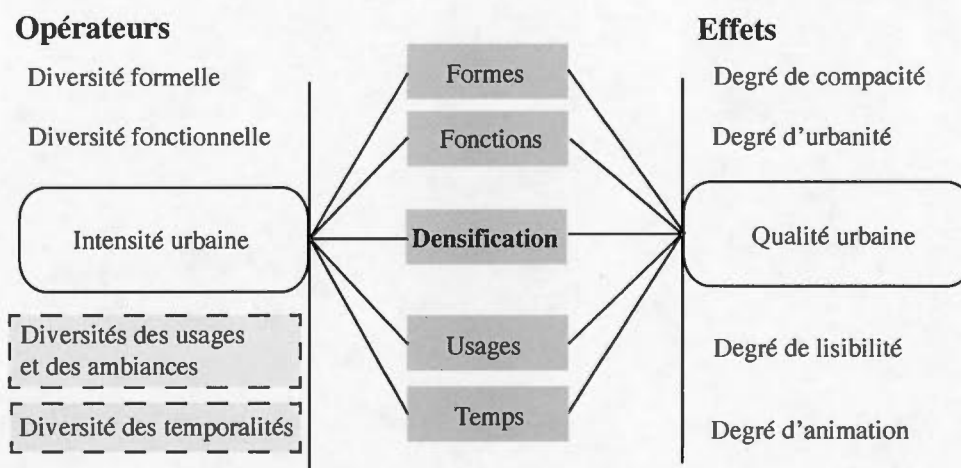 Opérateurs
Diversité formelle
Diversité fonctionnelle
Intensité urbaine
Diversités des usages
et des ambiances
Diversité des temporalités
Formes
Fonctions
Densification
Usages
Temps
Effets
Degré de compacité
Degré d'urbanité
Qualité urbaine
Degré de lisibilité
Degré d'animation